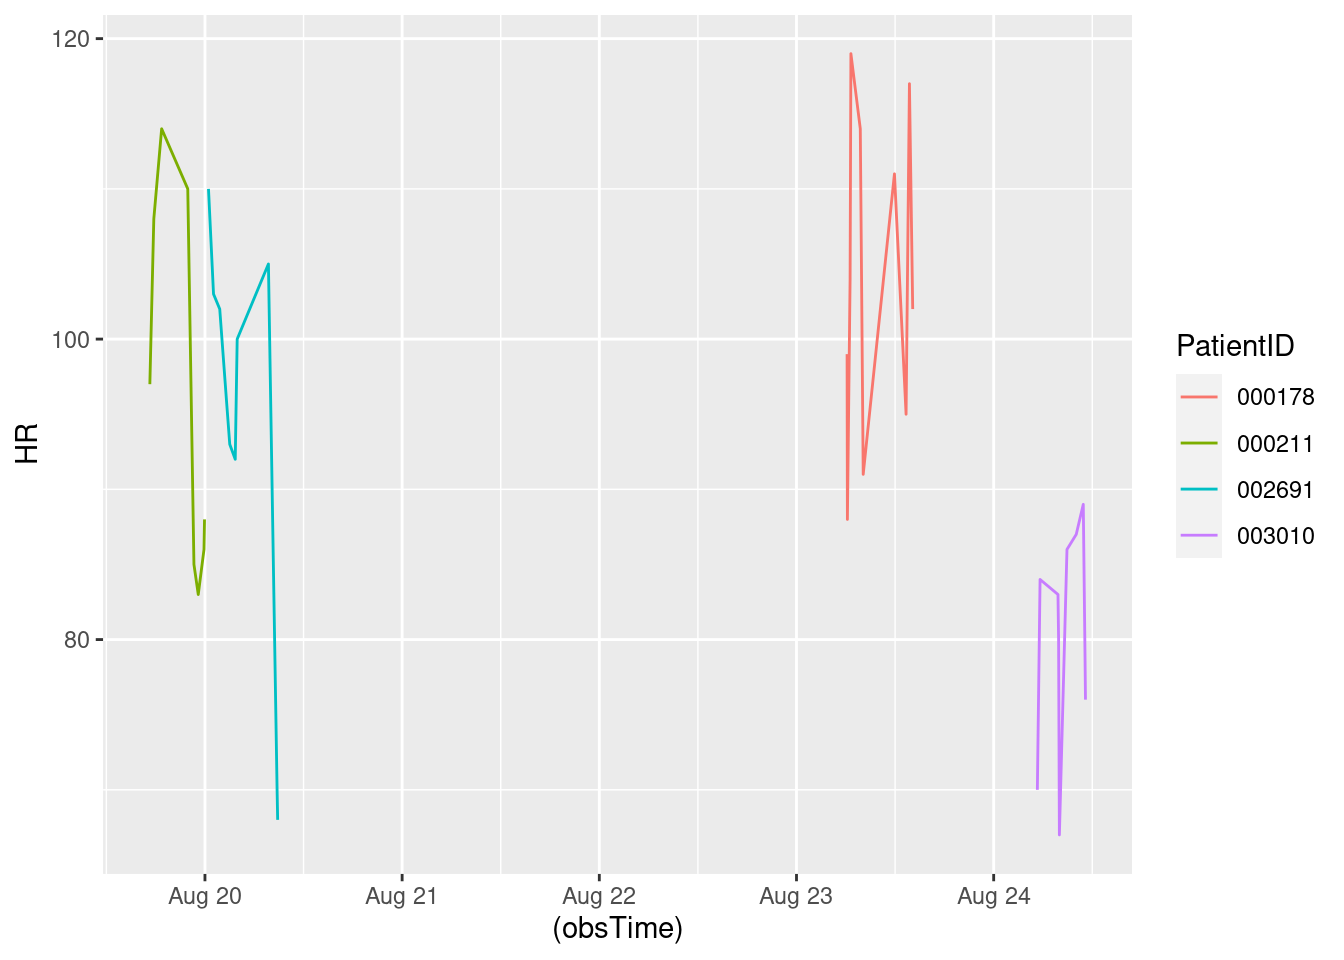 120
100
80
HR
Aug 20
Aug 21
Aug 22
Aug 23
Aug 24
(obsTime)
PatientID
000178
000211
002691
003010